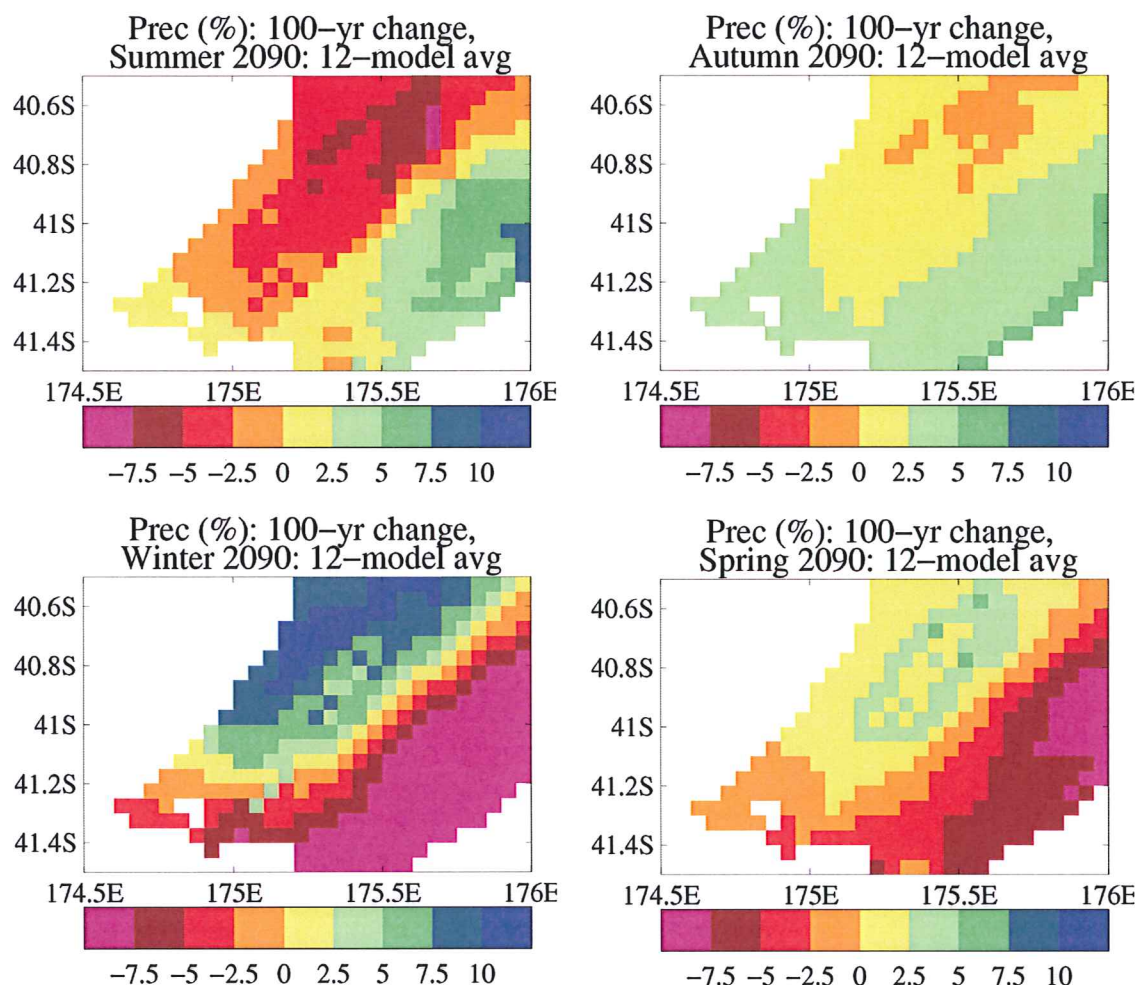 Prec (%): 100-yr change,
Summer 2090: 12-model avg
40.6S
40.8S
41S
41.2S
41.4S
174.5E 175E 175.5E 176E
-7.5 -5 -2.5 0 2.5 5 7.5 10
Prec (%): 100-yr change,
Autumn 2090: 12-model avg
40.6S
40.8S
41S
41.2S
41.4S
174.5E 175E 175.5E 176E
-7.5 -5 -2.5 0 2.5 5 7.5 10
Prec (%): 100-yr change,
Winter 2090: 12-model avg
40.6S
40.8S
41S
41.2S
41.4S
174.5E 175E 175.5E 176E
-7.5 -5 -2.5 0 2.5 5 7.5 10
Prec (%): 100-yr change,
Spring 2090: 12-model avg
40.6S
40.8S
41S
41.2S
41.4S
174.5E 175E 175.5E 176E
-7.5 -5 -2.5 0 2.5 5 7.5 10